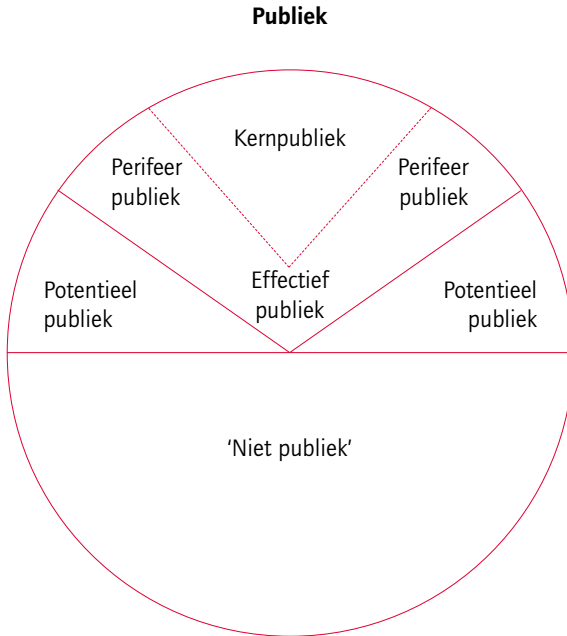 Publiek
Kernpubliek
Perifeer
publiek
Perifeer
publiek
Effectief
publiek
Potentieel
publiek
Potentieel
publiek
‘Niet publiek’